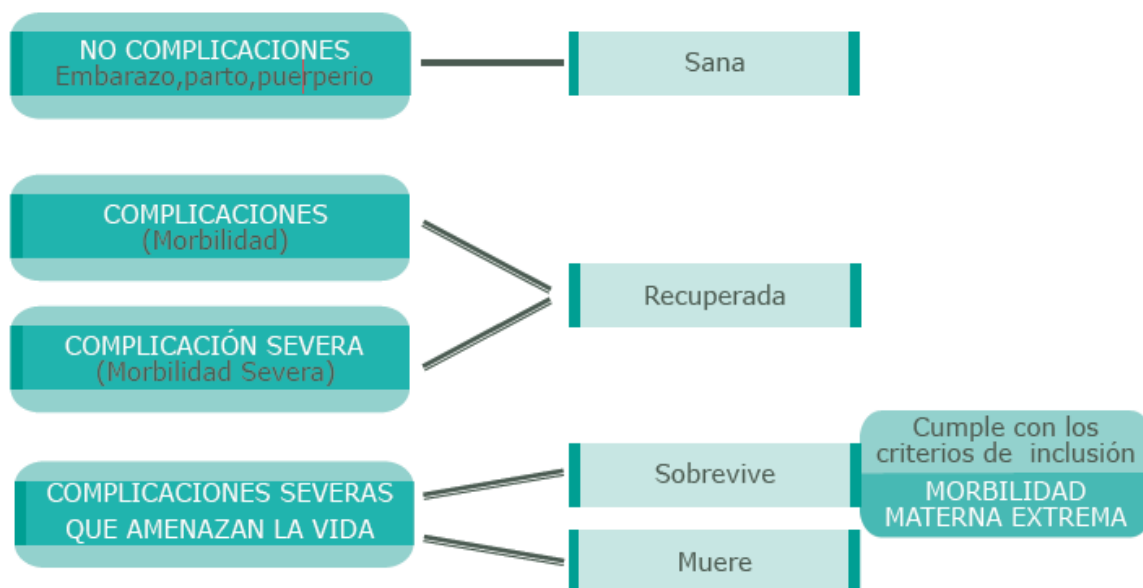 NO COMPLICACIONES
Embarazo,parto,puerperio
Sana
COMPLICACIONES
(Morbilidad)
COMPLICACIÓN SEVERA
(Morbilidad Severa)
Recuperada
COMPLICACIONES SEVERAS
QUE AMENAZAN LA VIDA
Sobrevive
Muere
Cumple con los
criterios de inclusión
MORBILIDAD
MATERNA EXTREMA